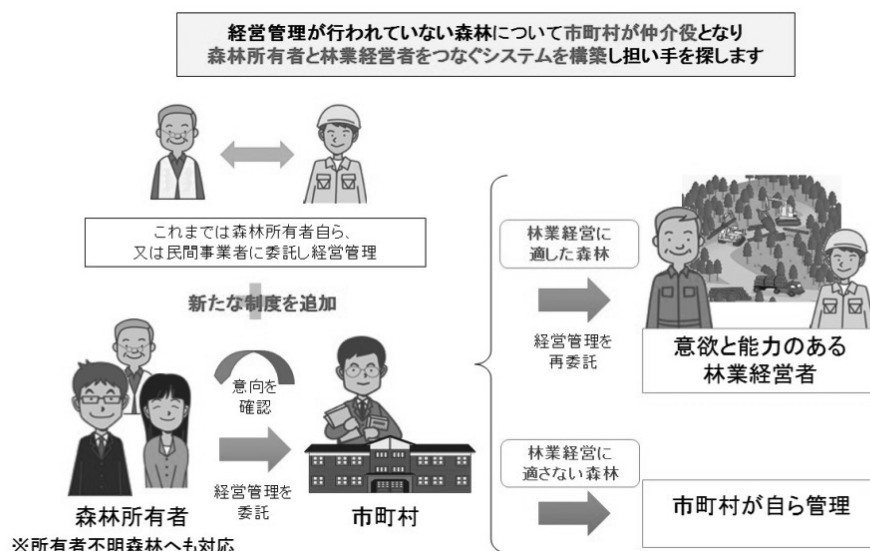 経営管理が行われていない森林について市町村が仲介役となり
森林所有者と林業経営者をつなぐシステムを構築し担い手を探します
これまでは森林所有者自ら、
又は民間事業者に委託し経営管理
新たな制度を追加
意向を
確認
経営管理を
委託
森林所有者
市町村
※所有者不明森林へも対応
林業経営に
適した森林
経営管理を
再委託
意欲と能力のある
林業経営者
林業経営に
適さない森林
市町村が自ら管理